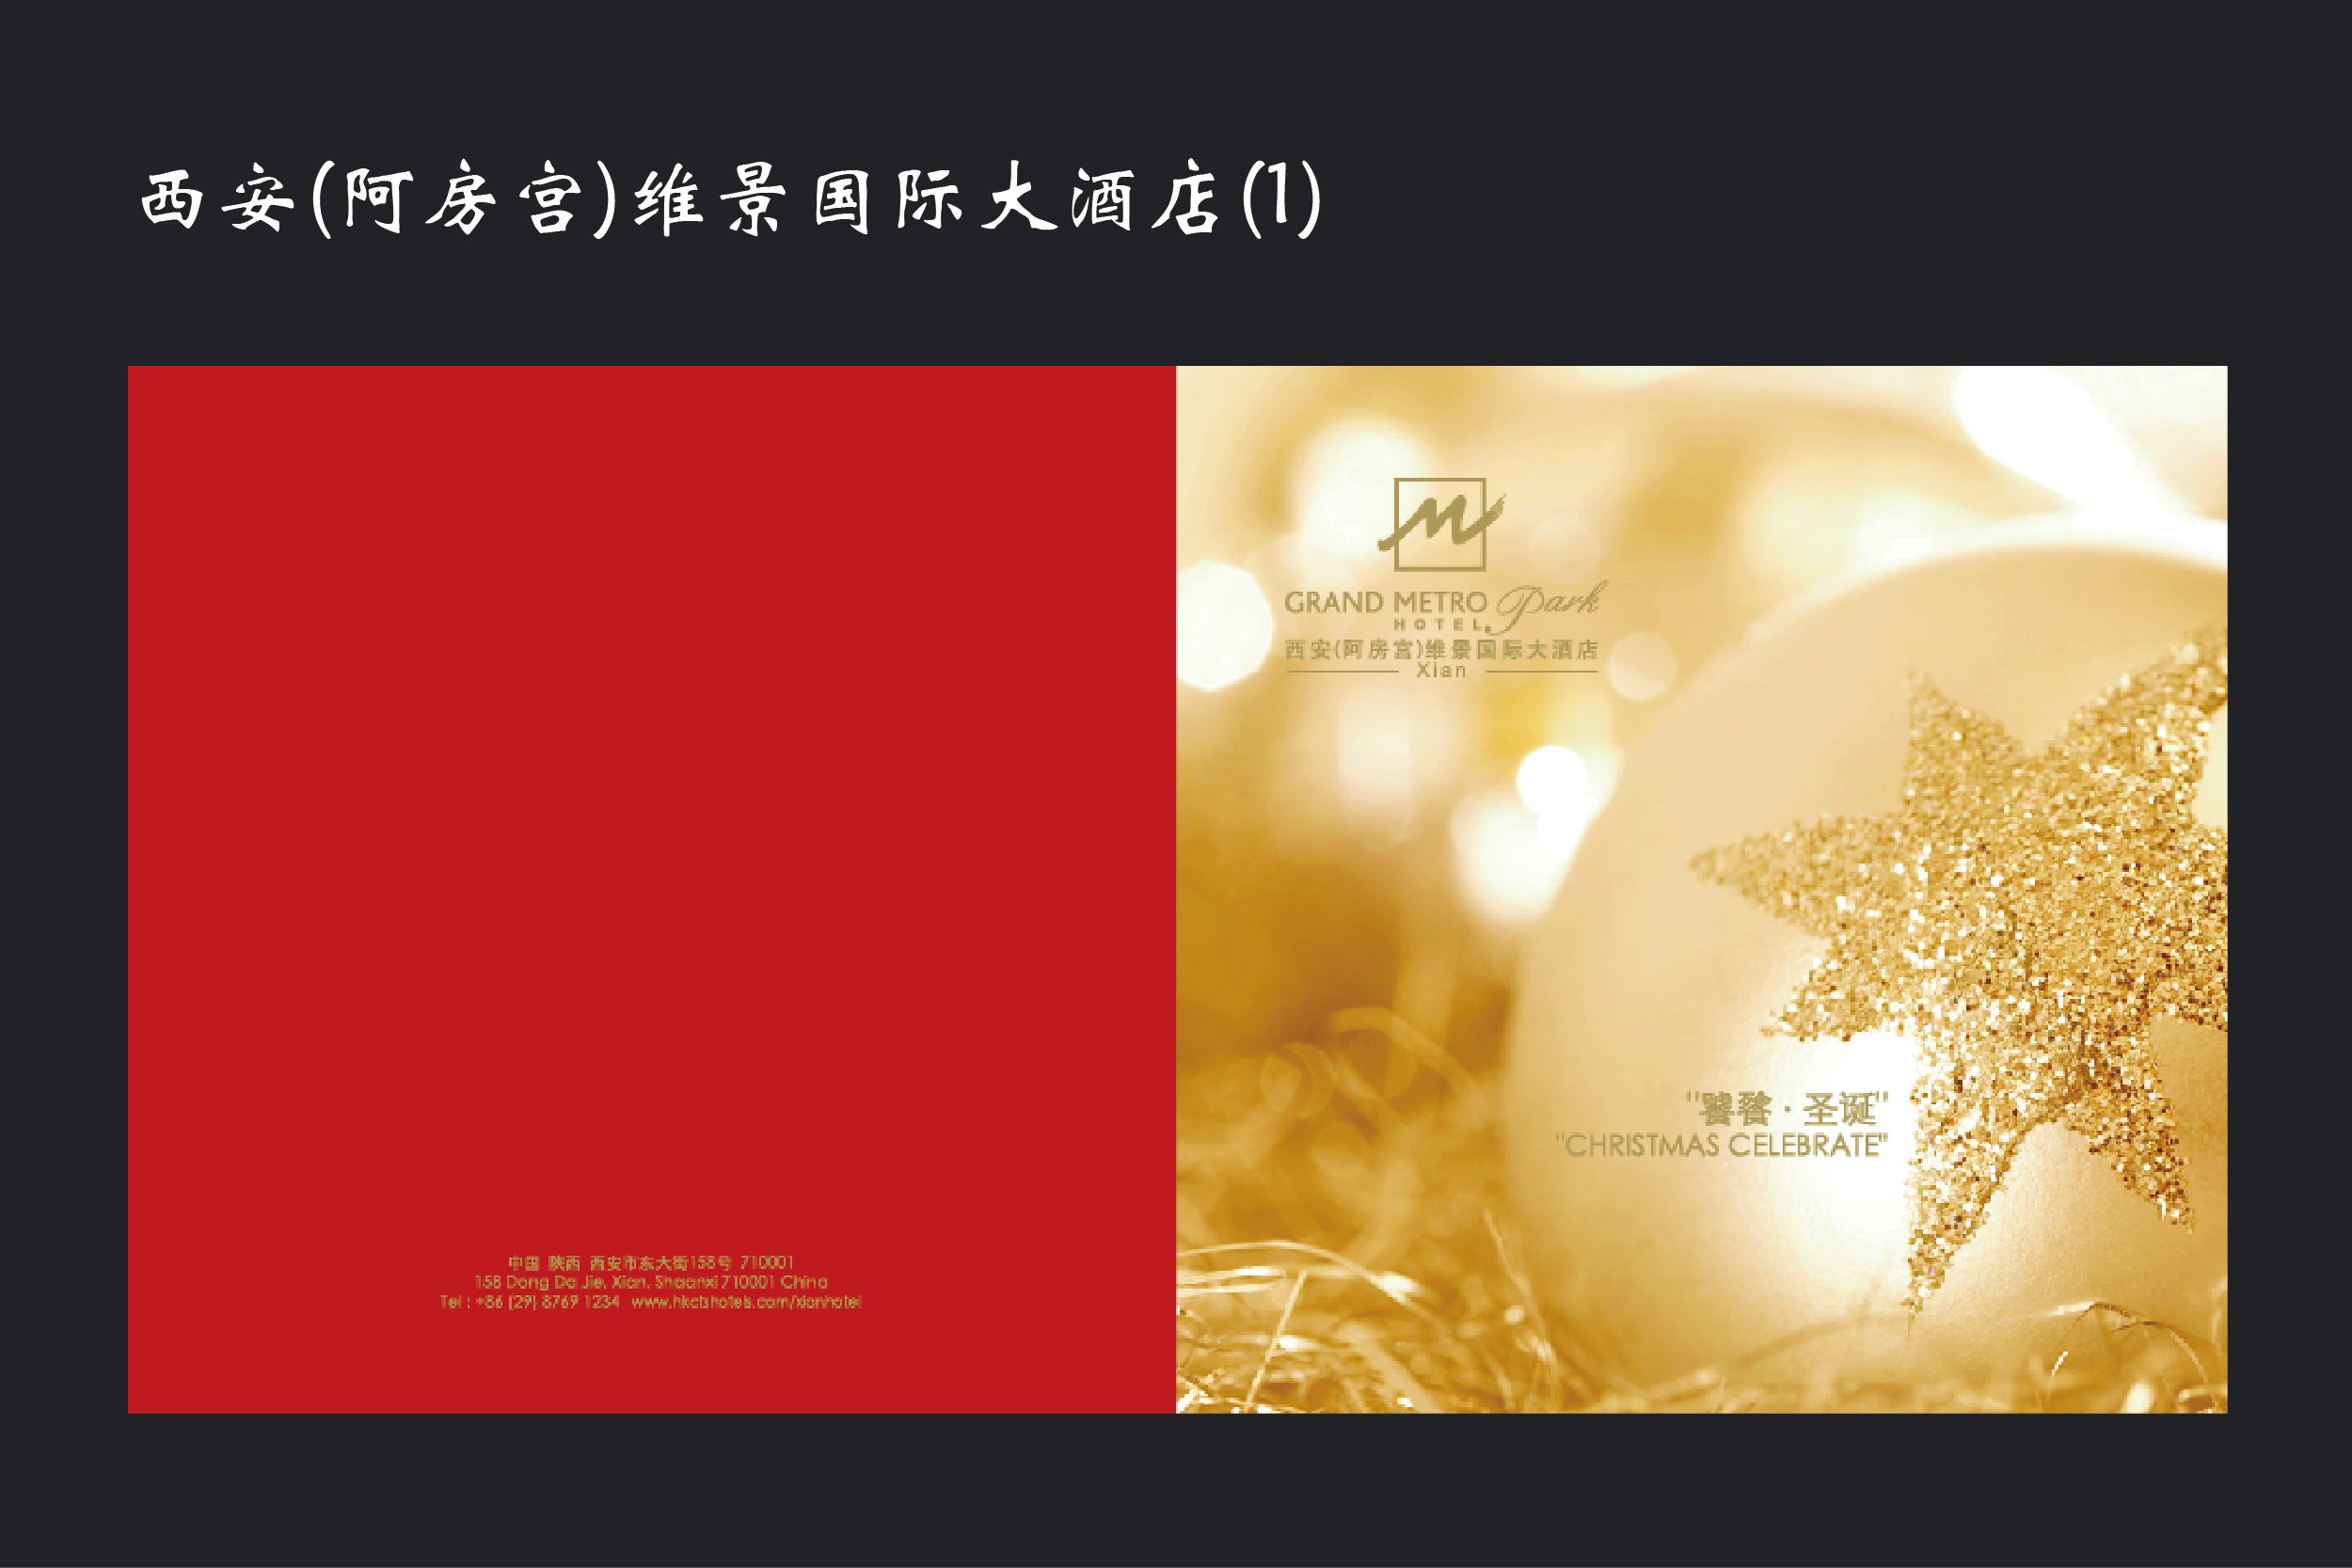 西安(阿房宫)维景国际大酒店(1)
GRAND METRO Park
HOTEL
西安(阿房宫)维景国际大酒店
Xian
"饕餮·圣诞"
"CHRISTMAS CELEBRATE"
中国 陕西 西安市东大街158号 710001
158 Dong Da Jie, Xian, Shaanxi 710001 China
Tel : +86 (29) 8769 1234 www.hkctshotels.com/xianhotel